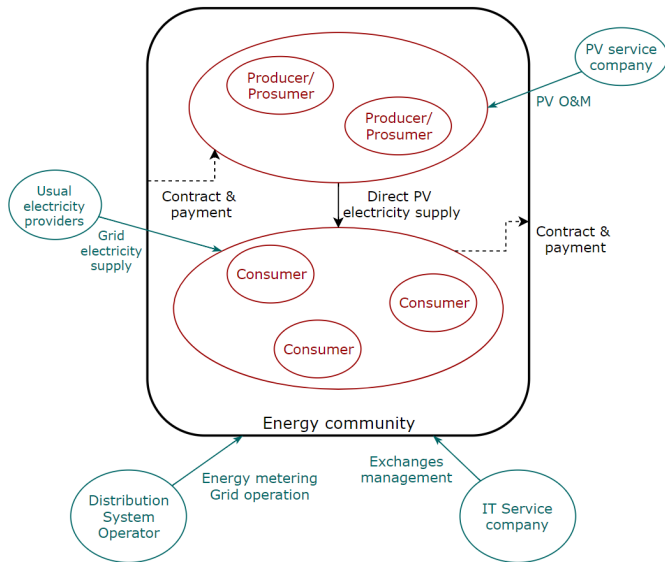 PV service
company
Producer/
Prosumer
Producer/
Prosumer
PV O&M
Usual
electricity
providers
Contract &
payment
Direct PV
electricity supply
Contract &
payment
Grid
electricity
supply
Consumer
Consumer
Consumer
Energy community
Energy metering
Grid operation
Exchanges
management
Distribution
System
Operator
IT Service
company